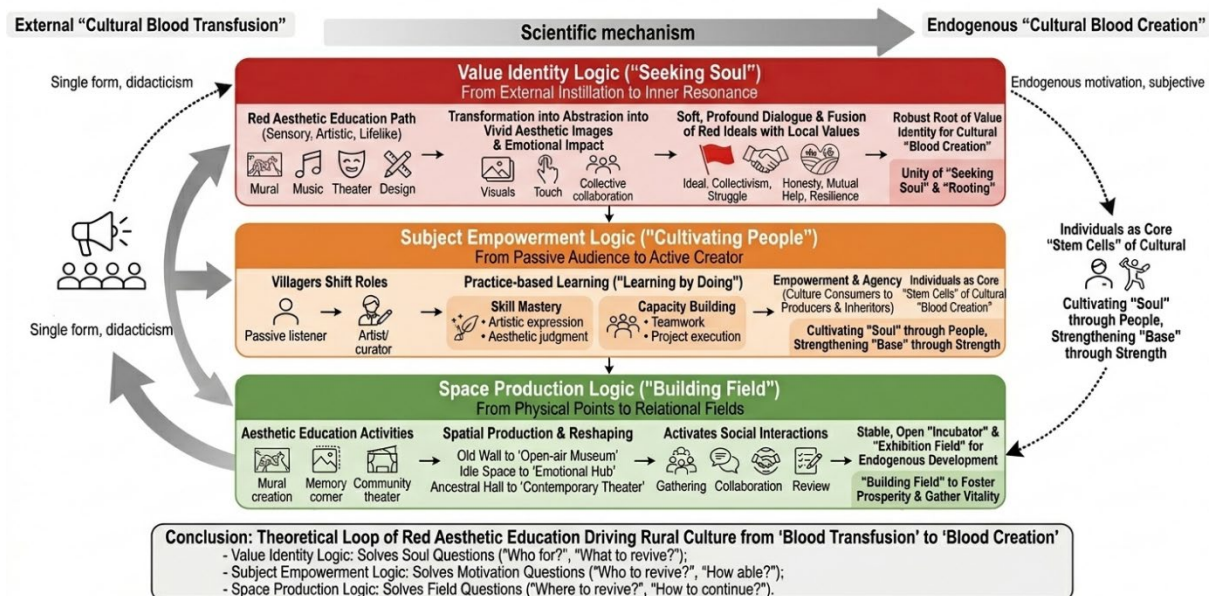 External “Cultural Blood Transfusion”
Scientific mechanism
Endogenous “Cultural Blood Creation”
Single form, didacticism
Endogenous motivation, subjective
Value Identity Logic (“Seeking Soul”)
From External Instillation to Inner Resonance
Red Aesthetic Education Path
(Sensory, Artistic, Lifelike)
Mural
Music
Theater
Design
Transformation into Abstration into
Vivid Aesthetic Images
& Emotional Impact
Visuals
Touch
Collective
collaboration
Soft, Profound Dialogue & Fusion
of Red Ideals with Local Values
Ideal, Collectivism,
Struggle
Honesty, Mutual
Help, Resilience
Robust Root of Value
Identity for Cultural
“Blood Creation”
Unity of “Seeking
Soul” & “Rooting”
Single form, didacticism
Subject Empowerment Logic ("Cultivating People”)
From Passive Audience to Active Creator
Villagers Shift Roles
Passive listener
Artist/
curator
Practice-based Learning ("Learning by Doing")
Skill Mastery
• Artistic expression
• Aesthetic judgment
Capacity Building
• Teamwork
• Project execution
Empowerment & Agency
(Culture Consumers to
Producers & Inheritors)
Individuals as Core
“Stem Cells” of Cultural
“Blood Creation”
Cultivating "Soul” through People,
Strengthening "Base” through Strength
Individuals as Core
“Stem Cells” of Cultural
Cultivating "Soul"
through People,
Strengthening "Base"
through Strength
Space Production Logic ("Building Field”)
From Physical Points to Relational Fields
Aesthetic Education Activities
Mural
creation
Memory
corner
Community
theater
Spatial Production & Reshaping
Old Wall to ‘Open-air Museum’
Idle Space to ‘Emotional Hub’
Ancestral Hall to ‘Contemporary Theater’
Activates Social Interactions
Gathering
Collaboration
Review
Stable, Open "Incubator” &
"Exhibition Field” for
Endogenous Development
"Building Field” to Foster
Prosperity & Gather Vitality
Conclusion: Theoretical Loop of Red Aesthetic Education Driving Rural Culture from ‘Blood Transfusion’ to ‘Blood Creation’
- Value Identity Logic: Solves Soul Questions (“Who for?”, “What to revive?”);
- Subject Empowerment Logic: Solves Motivation Questions (“Who to revive?”, “How able?”);
- Space Production Logic: Solves Field Questions (“Where to revive?”, “How to continue?”).